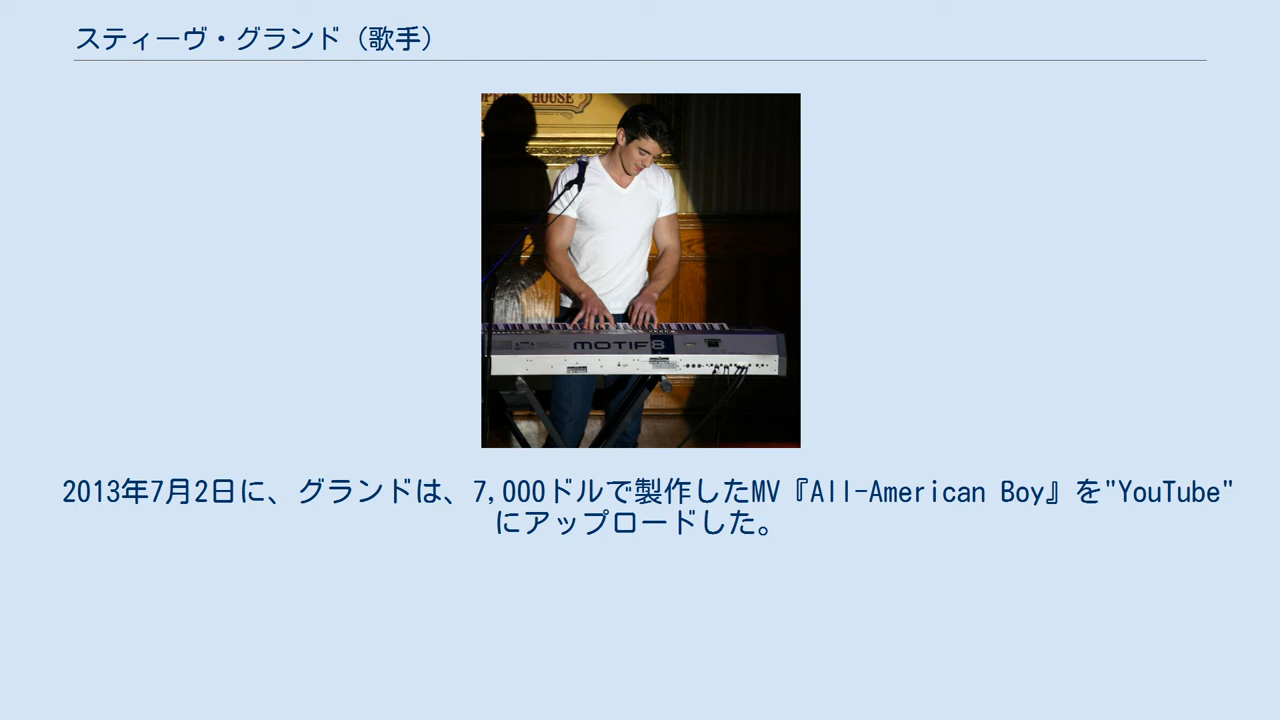 スティーヴ・グランド（歌手）
HOUSE
MOTIF8
2013年7月2日に、グランドは、7,000ドルで製作したMV『All-American Boy』を"YouTube"
にアップロードした。